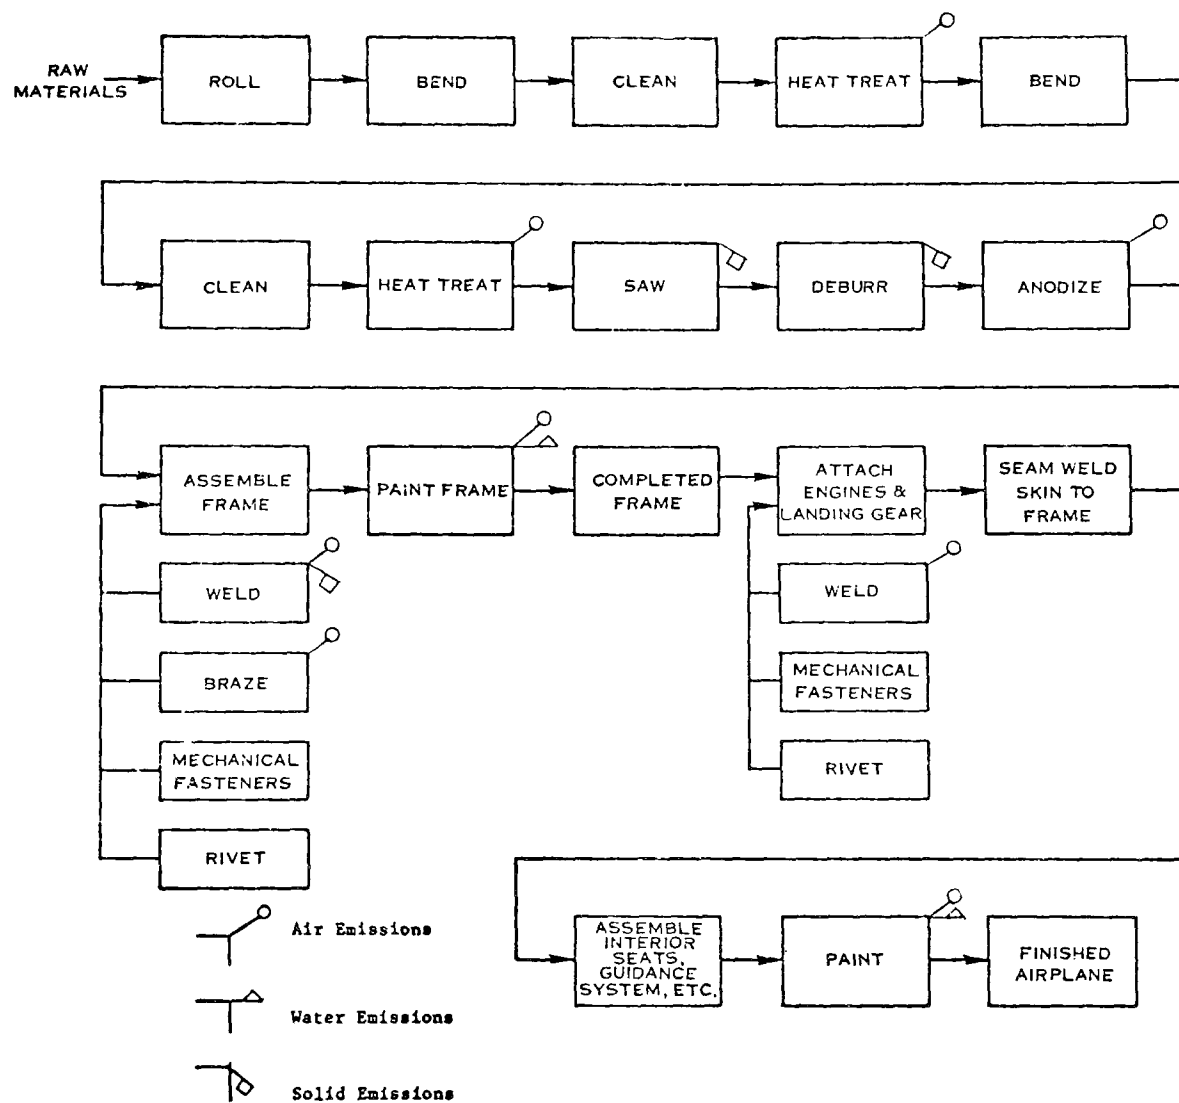 RAW
MATERIALS
ROLL
BEND
CLEAN
HEAT TREAT
BEND
CLEAN
HEAT TREAT
SAW
DEBURR
ANODIZE
ASSEMBLE
FRAME
PAINT FRAME
COMPLETED
FRAME
ATTACH
ENGINES &
LANDING GEAR
SEAM WELD
SKIN TO
FRAME
WELD
BRAZE
MECHANICAL
FASTENERS
RIVET
WELD
MECHANICAL
FASTENERS
RIVET
ASSEMBLE
INTERIOR
SEATS,
GUIDANCE
SYSTEM, ETC.
PAINT
FINISHED
AIRPLANE
Air Emissions
Water Emissions
Solid Emissions